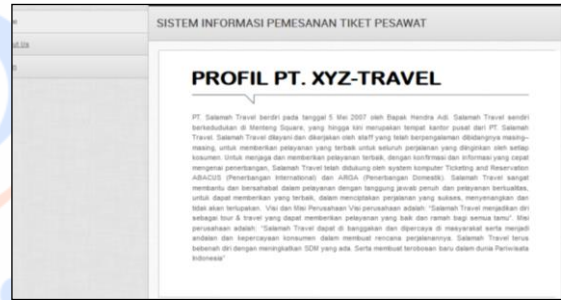 SISTEM INFORMASI PEMESANAN TIKET PESAWAT
ut Us
PROFIL PT. XYZ-TRAVEL
PT. Salamah Travel berdiri pada tanggal 5 Mei 2007 oleh Bapak Hendra Adi. Salamah Travel sendiri
berkedudukan di Menteng Square, yang hingga kini merupakan tempat kantor pusat dari PT. Salamah
Travel. Salamah Travel dilayani dan dikerjakan oleh staff yang telah berpengalaman dibidangnya masing–
masing, untuk memberikan pelayanan yang terbaik untuk seluruh perjalanan yang diinginkan oleh setiap
kosumen. Untuk menjaga dan memberikan pelayanan terbaik, dengan konfirmasi dan informasi yang cepat
mengenai penerbangan, Salamah Travel telah didukung oleh system komputer Ticketing and Reservation
ABACUS (Penerbangan International) dan ARGA (Penerbangan Domestik). Salamah Travel sangat
membantu dan bersahabat dalam pelayanan dengan tanggung jawab penuh dan pelayanan berkualitas,
untuk dapat memberikan yang terbaik, dalam menciptakan perjalanan yang sukses, menyenangkan dan
tidak akan terlupakan. Visi dan Misi Perusahaan Visi perusahaan adalah: "Salamah Travel menjadikan diri
sebagai tour & travel yang dapat memberikan pelayanan yang baik dan ramah bagi semua tamu". Misi
perusahaan adalah: "Salamah Travel dapat di banggakan dan dipercaya di masyarakat serta menjadi
andalan dan kepercayaan konsumen dalam membuat rencana perjalanannya. Salamah Travel terus
bebenah diri dengan meningkatkan SDM yang ada. Serta membuat terobosan baru dalam dunia Pariwisata
Indonesia"